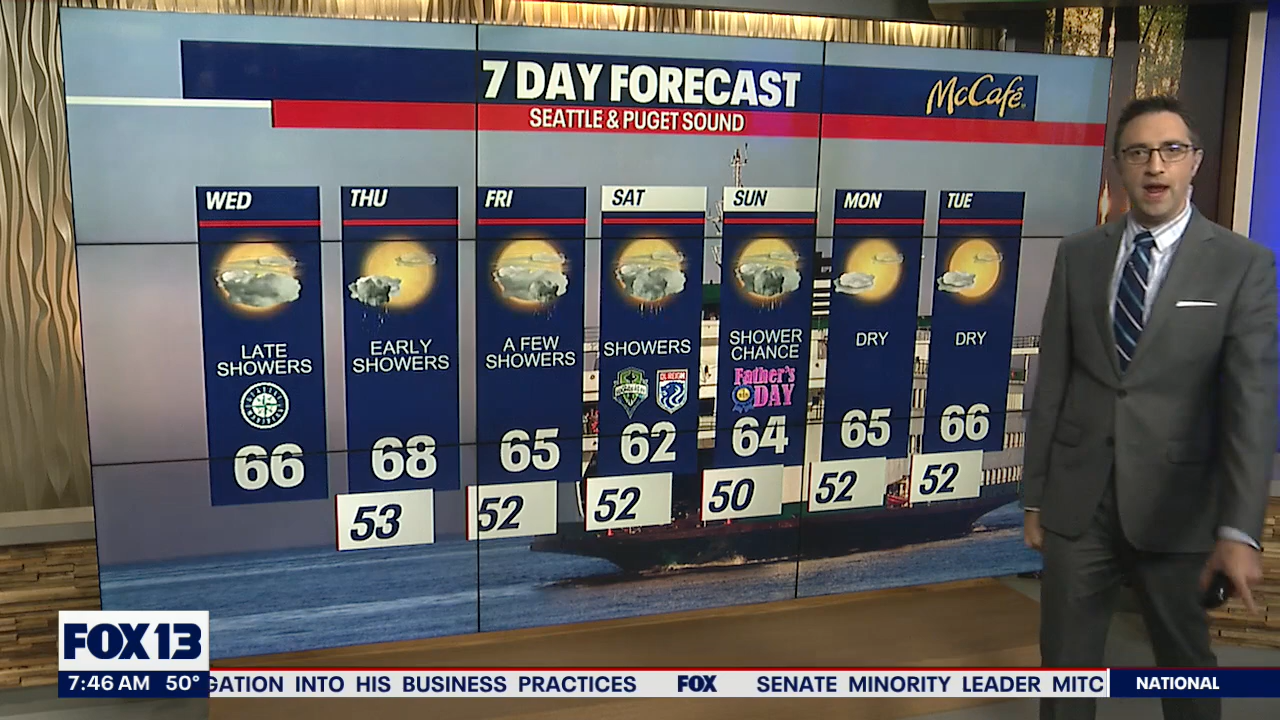 7 DAY FORECAST
McCafé
SEATTLE & PUGET SOUND
WED
THU
FRI
SAT
SUN
MON
TUE
LATE
SHOWERS
EARLY
SHOWERS
A FEW
SHOWERS
SHOWERS
SHOWER
CHANCE
DRY
DRY
Father's
DAY
66
68
65
62
64
65
66
53
52
52
50
52
52
FOX 13
7:46 AM 50°
GATION INTO HIS BUSINESS PRACTICES FOX SENATE MINORITY LEADER MITC
NATIONAL